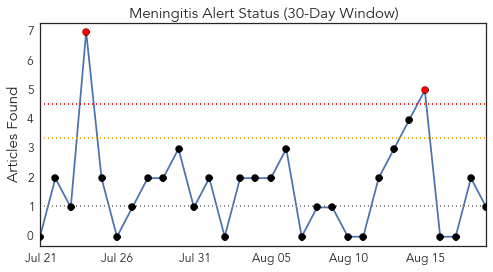 Meningitis Alert Status (30-Day Window)
Articles Found
7
6
5
4
3
2
1
0
Jul 21
Jul 26
Jul 31
Aug 05
Aug 10
Aug 15